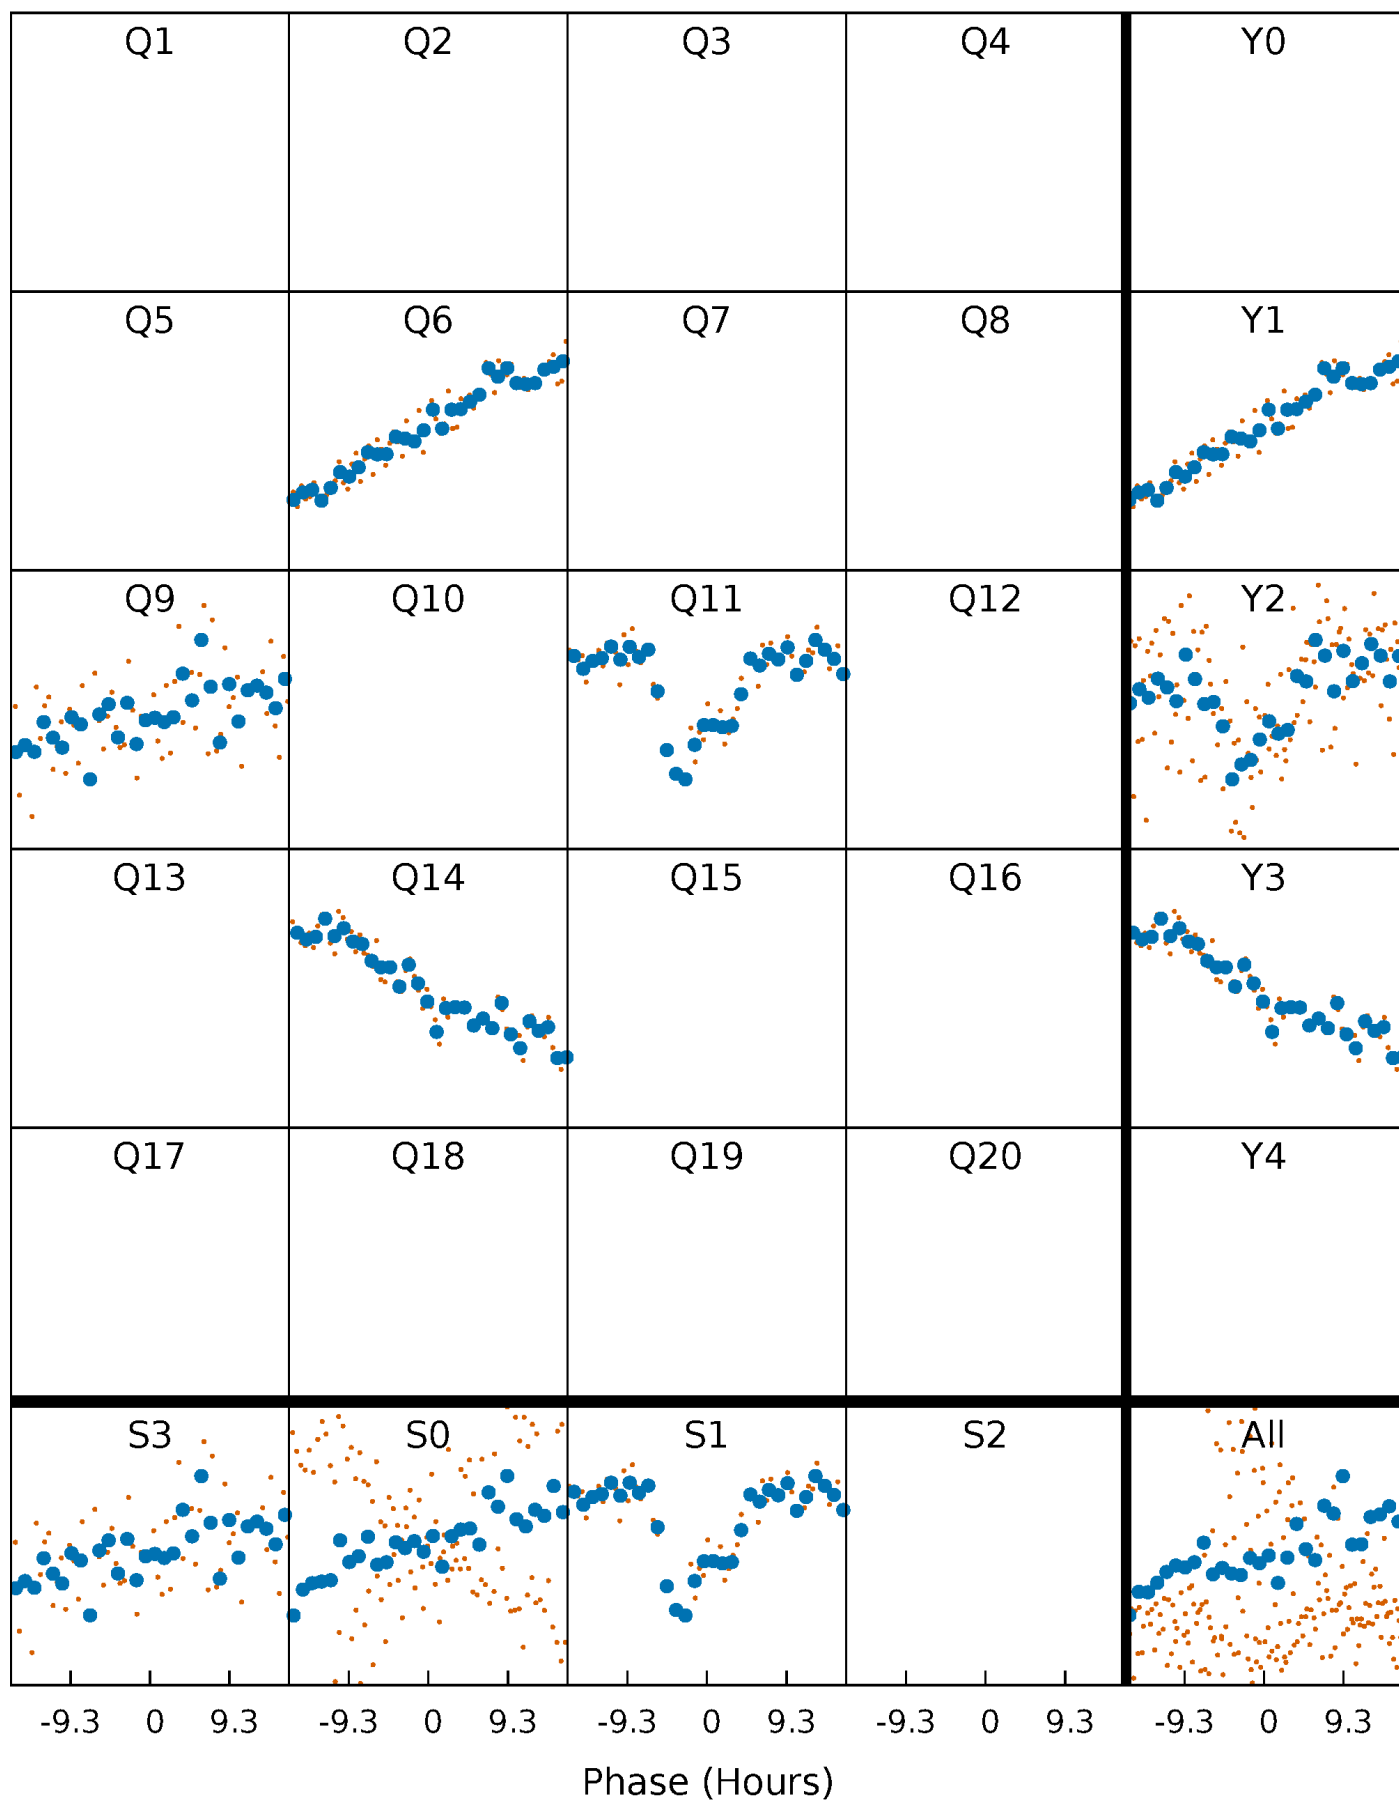 Q1 Q2 Q3 Q4 Y0
Q5 Q6 Q7 Q8 Y1
Q9 Q10 Q11 Q12 Y2
Q13 Q14 Q15 Q16 Y3
Q17 Q18 Q19 Q20 Y4
S3 S0 S1 S2 All
-9.3 0 9.3 -9.3 0 9.3 -9.3 0 9.3 -9.3 0 9.3 -9.3 0 9.3
Phase (Hours)